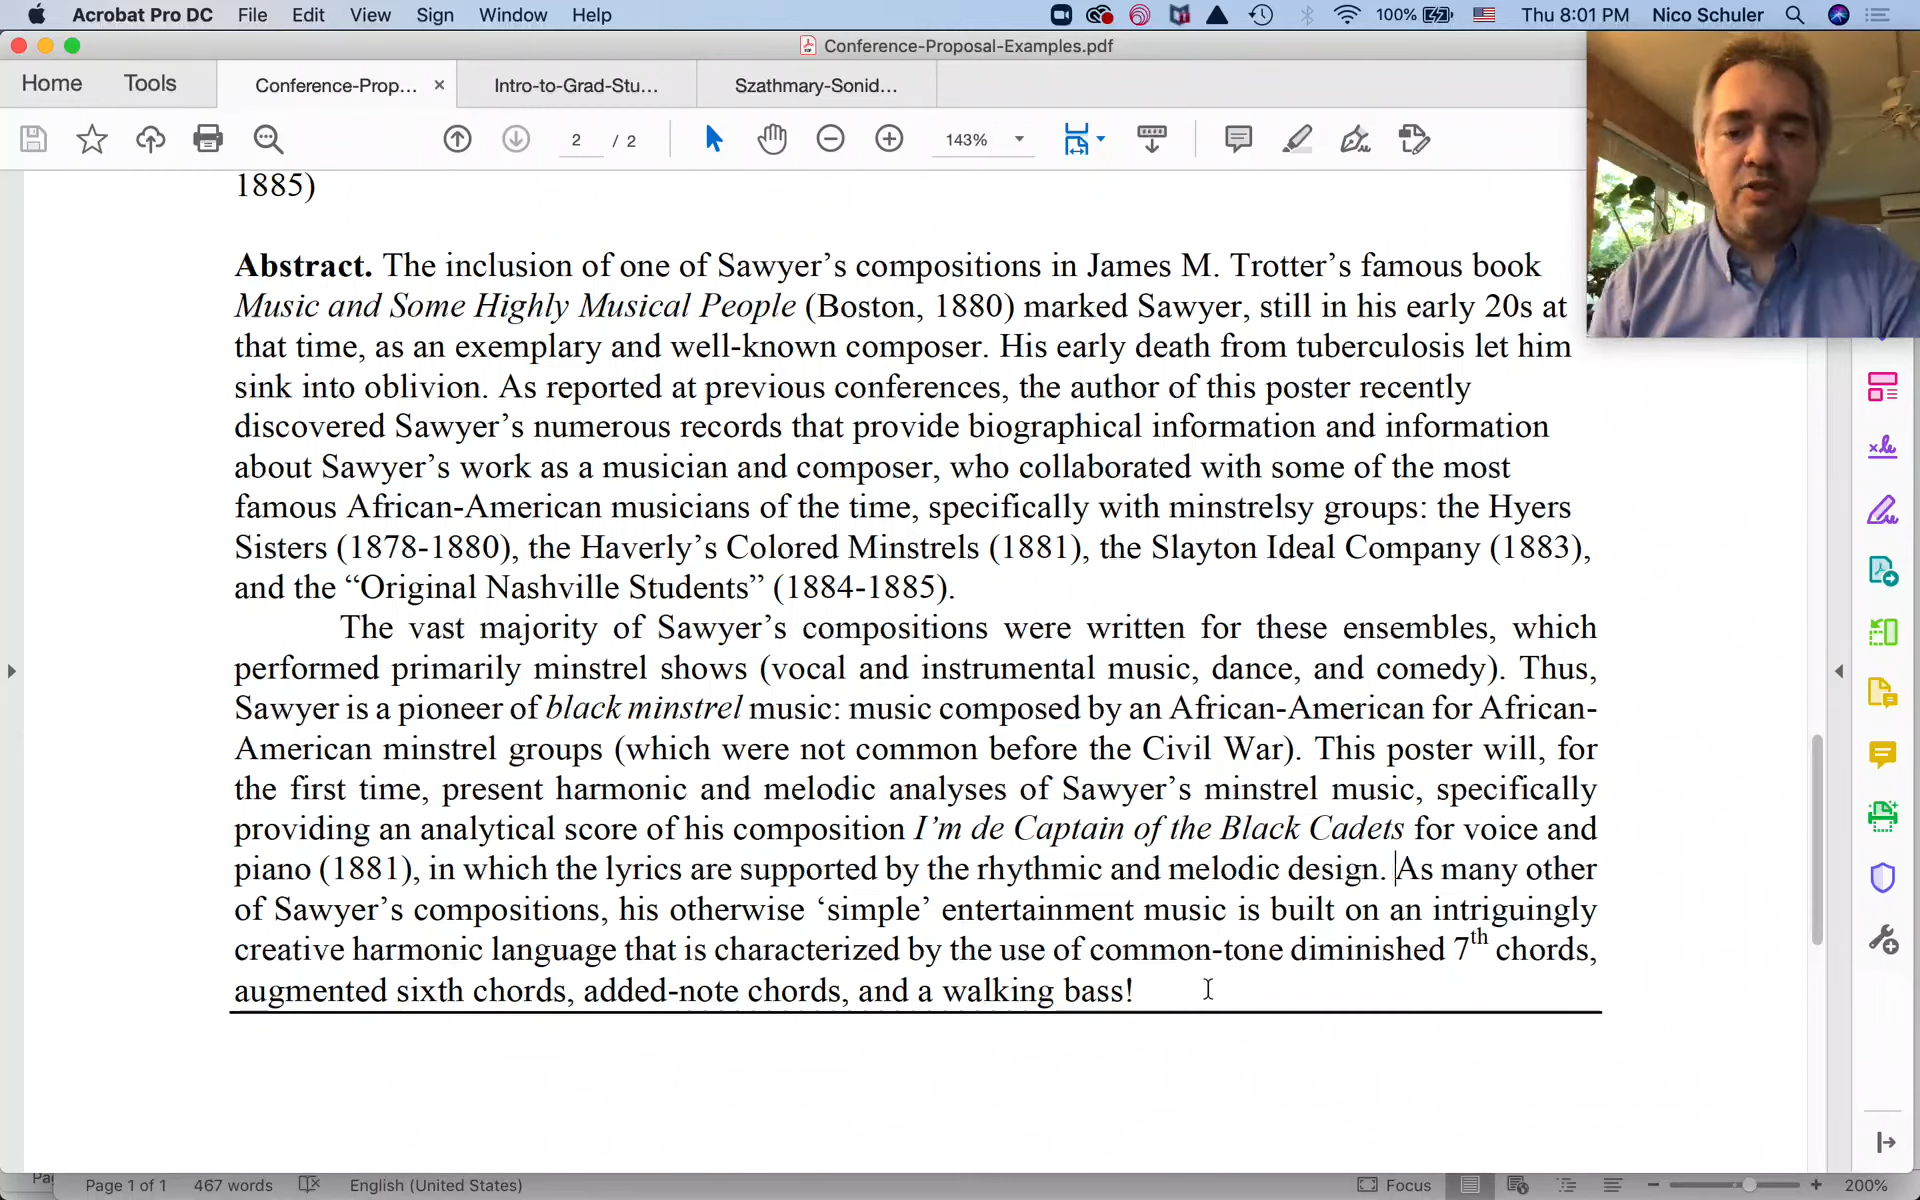 Acrobat Pro DC File Edit View Sign Window Help 100% Thu 8:01 PM Nico Schuler
Conference-Proposal-Examples.pdf
Home Tools Conference-Prop... × Intro-to-Grad-Stu... Szathmary-Sonid...
2 / 2 143%
1885)
Abstract. The inclusion of one of Sawyer’s compositions in James M. Trotter’s famous book
Music and Some Highly Musical People (Boston, 1880) marked Sawyer, still in his early 20s at
that time, as an exemplary and well-known composer. His early death from tuberculosis let him
sink into oblivion. As reported at previous conferences, the author of this poster recently
discovered Sawyer’s numerous records that provide biographical information and information
about Sawyer’s work as a musician and composer, who collaborated with some of the most
famous African-American musicians of the time, specifically with minstrelsy groups: the Hyers
Sisters (1878-1880), the Haverly’s Colored Minstrels (1881), the Slayton Ideal Company (1883),
and the “Original Nashville Students” (1884-1885).
The vast majority of Sawyer’s compositions were written for these ensembles, which
performed primarily minstrel shows (vocal and instrumental music, dance, and comedy). Thus,
Sawyer is a pioneer of black minstrel music: music composed by an African-American for African-
American minstrel groups (which were not common before the Civil War). This poster will, for
the first time, present harmonic and melodic analyses of Sawyer’s minstrel music, specifically
providing an analytical score of his composition I’m de Captain of the Black Cadets for voice and
piano (1881), in which the lyrics are supported by the rhythmic and melodic design. As many other
of Sawyer’s compositions, his otherwise ‘simple’ entertainment music is built on an intriguingly
creative harmonic language that is characterized by the use of common-tone diminished 7th chords,
augmented sixth chords, added-note chords, and a walking bass!
Page 1 of 1 467 words English (United States) Focus 200%